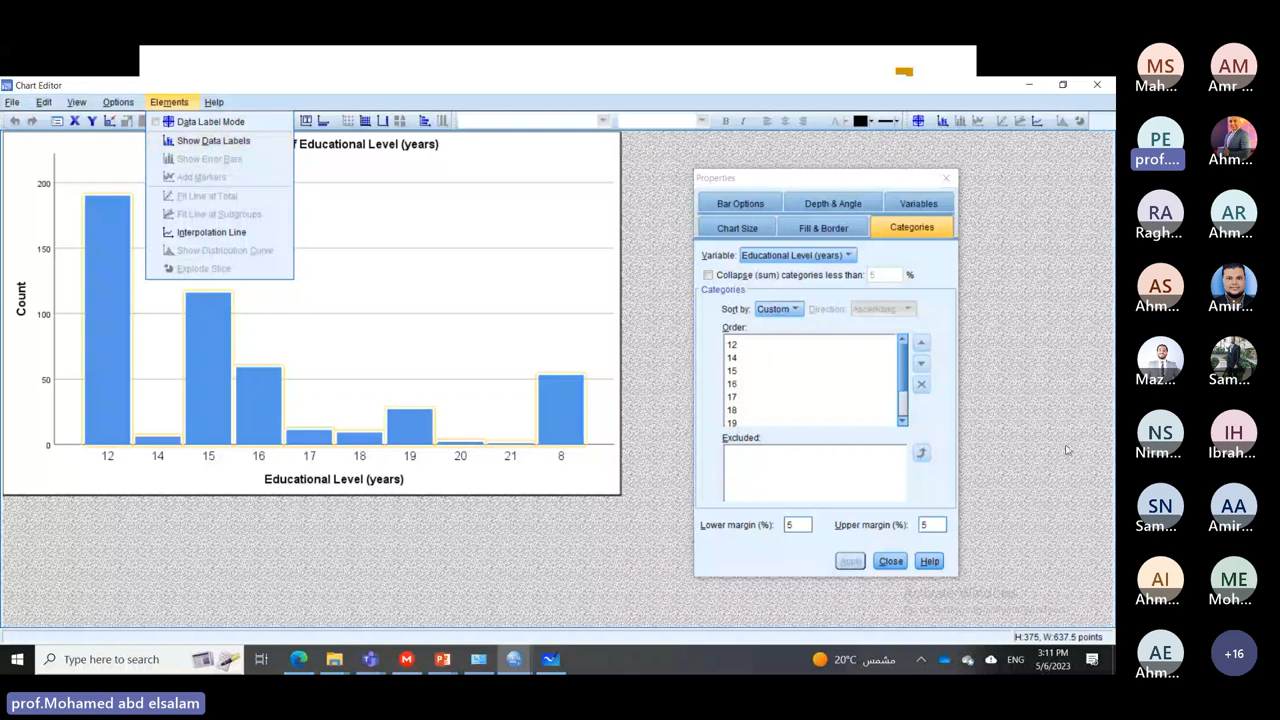 Chart Editor
File Edit View Options Elements Help
Data Label Mode
Show Data Labels
Show Error Bars
Add Markers
Fit Line at Total
Fit Line at Subgroups
Interpolation Line
Show Distribution Curve
Explode Slice
f Educational Level (years)
200
150
100
50
0
Count
12 14 15 16 17 18 19 20 21 8
Educational Level (years)
Properties
Bar Options Depth & Angle Variables
Chart Size Fill & Border Categories
Variable: Educational Level (years)
Collapse (sum) categories less than: 5 %
Categories
Sort by: Custom Direction: Ascending
Order:
12
14
15
16
17
18
19
Excluded:
Lower margin (%): 5 Upper margin (%): 5
Apply Close Help
Activate Windows
H:375, W:637.5 points
Type here to search
20°C مشمس
ENG
3:11 PM
5/6/2023
prof.Mohamed abd elsalam
MS AM
Mah... Amr ...
PE
prof.... Ahm...
RA AR
Ragh... Ahm...
AS
Ahm... Amir...
Maz... Sam...
NS IH
Nirm... Ibrah...
SN AA
Sam... Amir...
AI ME
Ahm... Moh...
AE +16
Ahm...